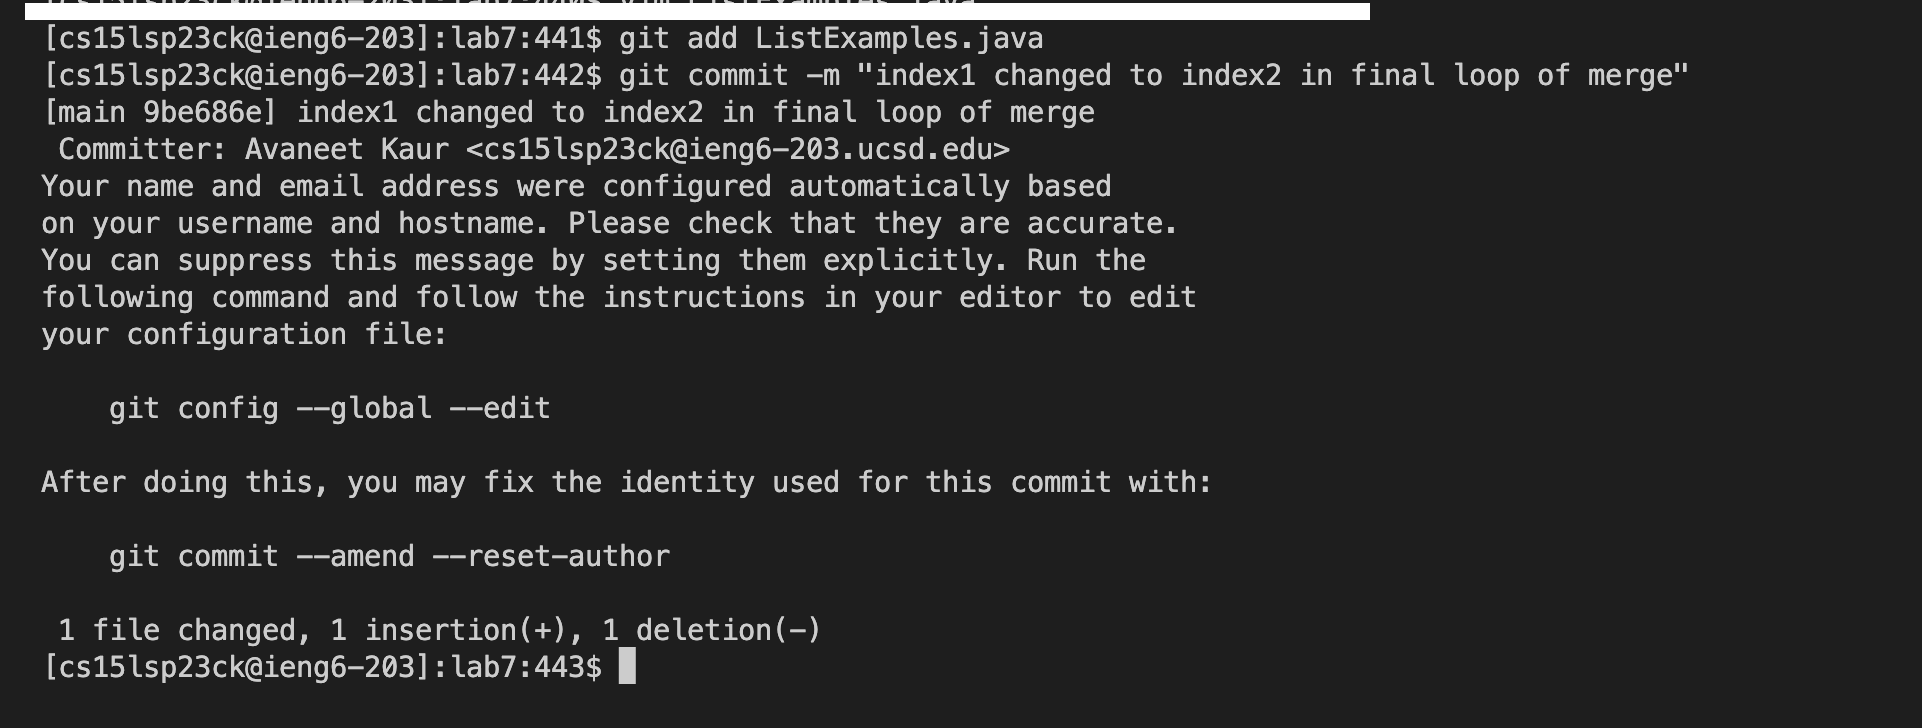 [cs15lsp23ck@ieng6-203]:lab7:441$ git add ListExamples.java
[cs15lsp23ck@ieng6-203]:lab7:442$ git commit -m "index1 changed to index2 in final loop of merge"
[main 9be686e] index1 changed to index2 in final loop of merge
 Committer: Avaneet Kaur <cs15lsp23ck@ieng6-203.ucsd.edu>
Your name and email address were configured automatically based
on your username and hostname. Please check that they are accurate.
You can suppress this message by setting them explicitly. Run the
following command and follow the instructions in your editor to edit
your configuration file:

    git config --global --edit

After doing this, you may fix the identity used for this commit with:

    git commit --amend --reset-author

 1 file changed, 1 insertion(+), 1 deletion(-)
[cs15lsp23ck@ieng6-203]:lab7:443$